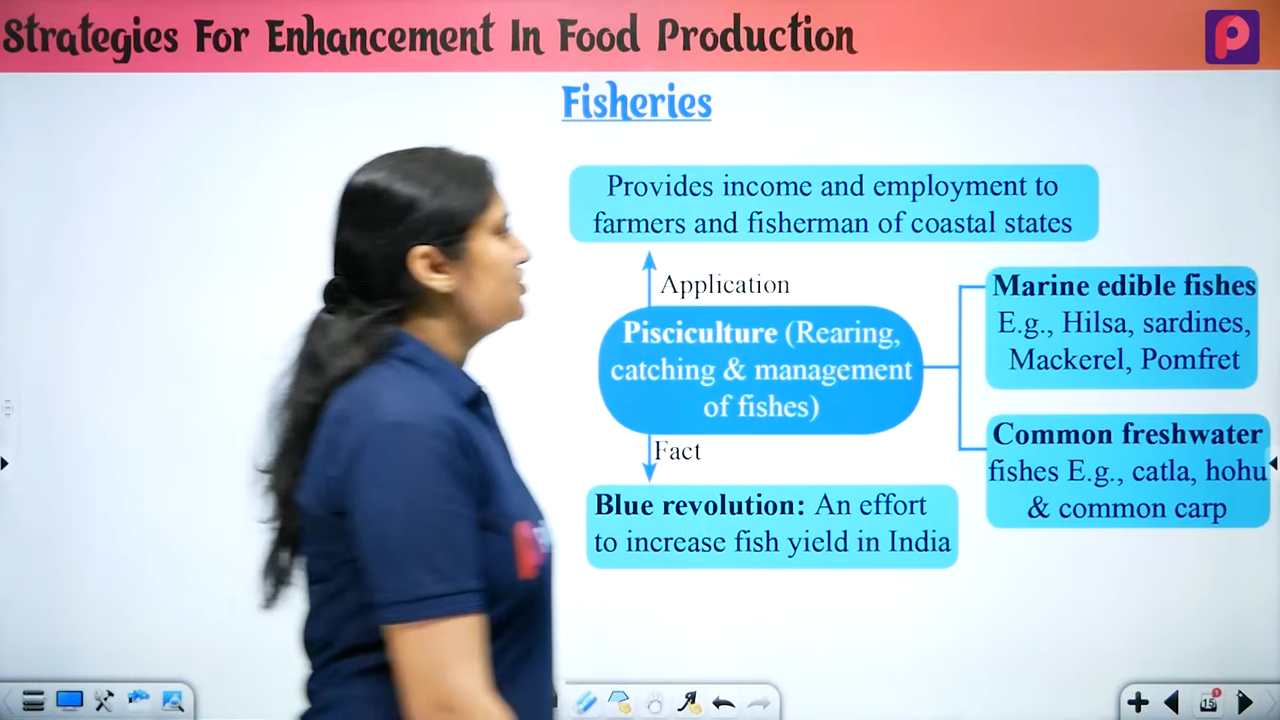 Strategies For Enhancement In Food Production
Fisheries
Provides income and employment to
farmers and fisherman of coastal states
Application
Pisciculture (Rearing,
catching & management
of fishes)
Fact
Blue revolution: An effort
to increase fish yield in India
Marine edible fishes
E.g., Hilsa, sardines,
Mackerel, Pomfret
Common freshwater
fishes E.g., catla, hohu
& common carp
15
1